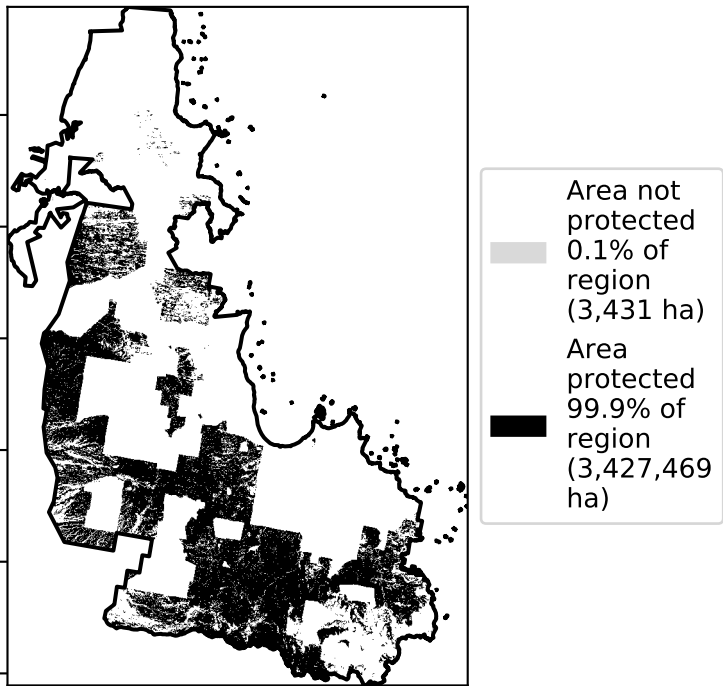 Area not
protected
0.1% of
region
(3,431 ha)
Area
protected
99.9% of
region
(3,427,469
ha)